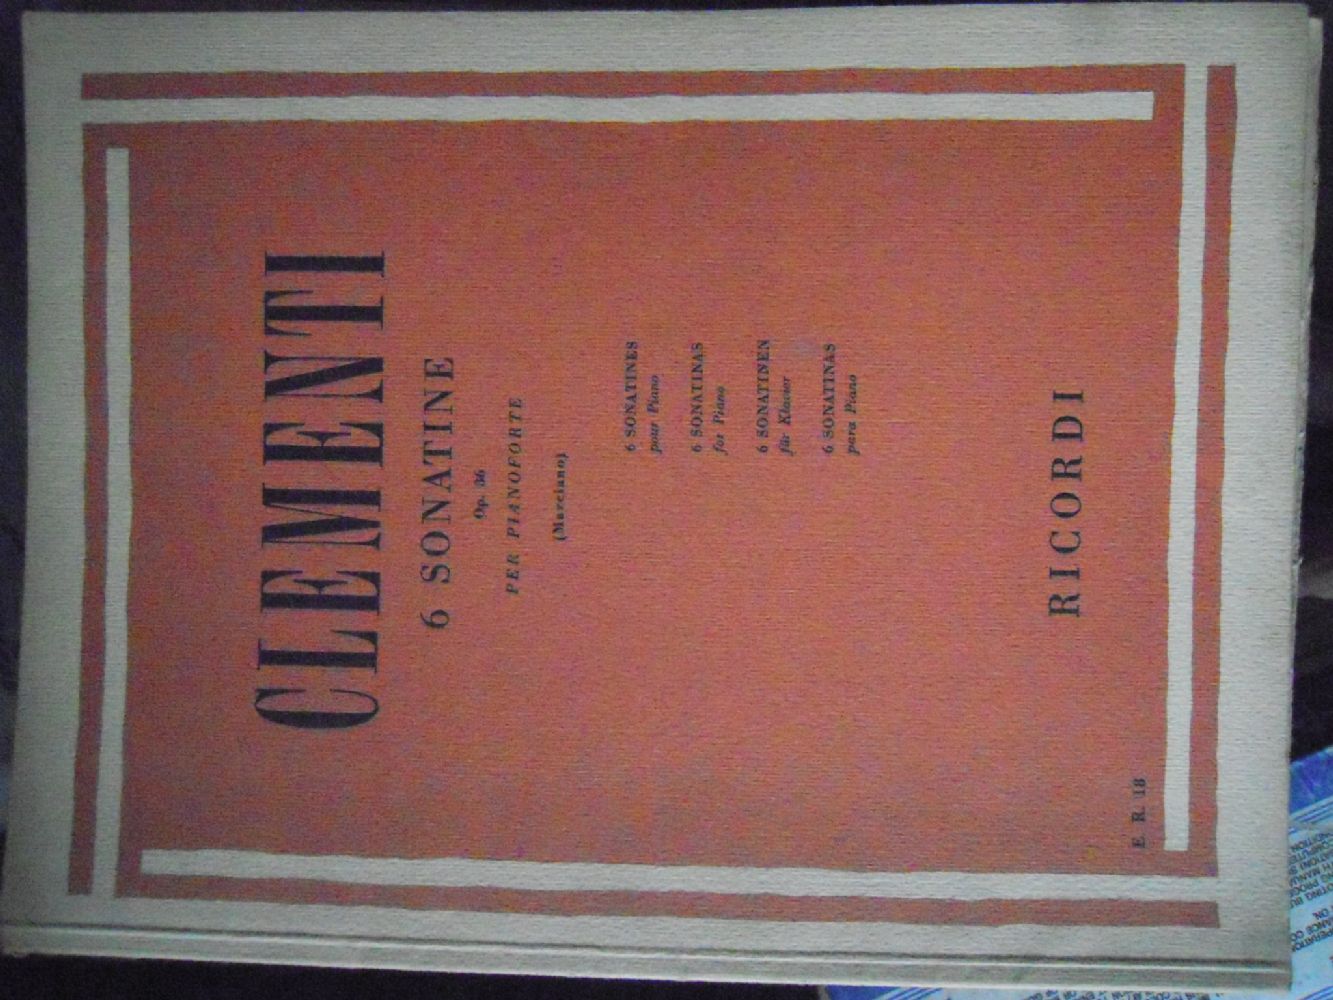 CLEMENTI
6 SONATINE
Op. 36
PER PIANOFORTE
(Marciano)
6 SONATINES
pour Piano
6 SONATINAS
for Piano
6 SONATINEN
für Klavier
6 SONATINAS
para Piano
RICORDI
E. R. 18